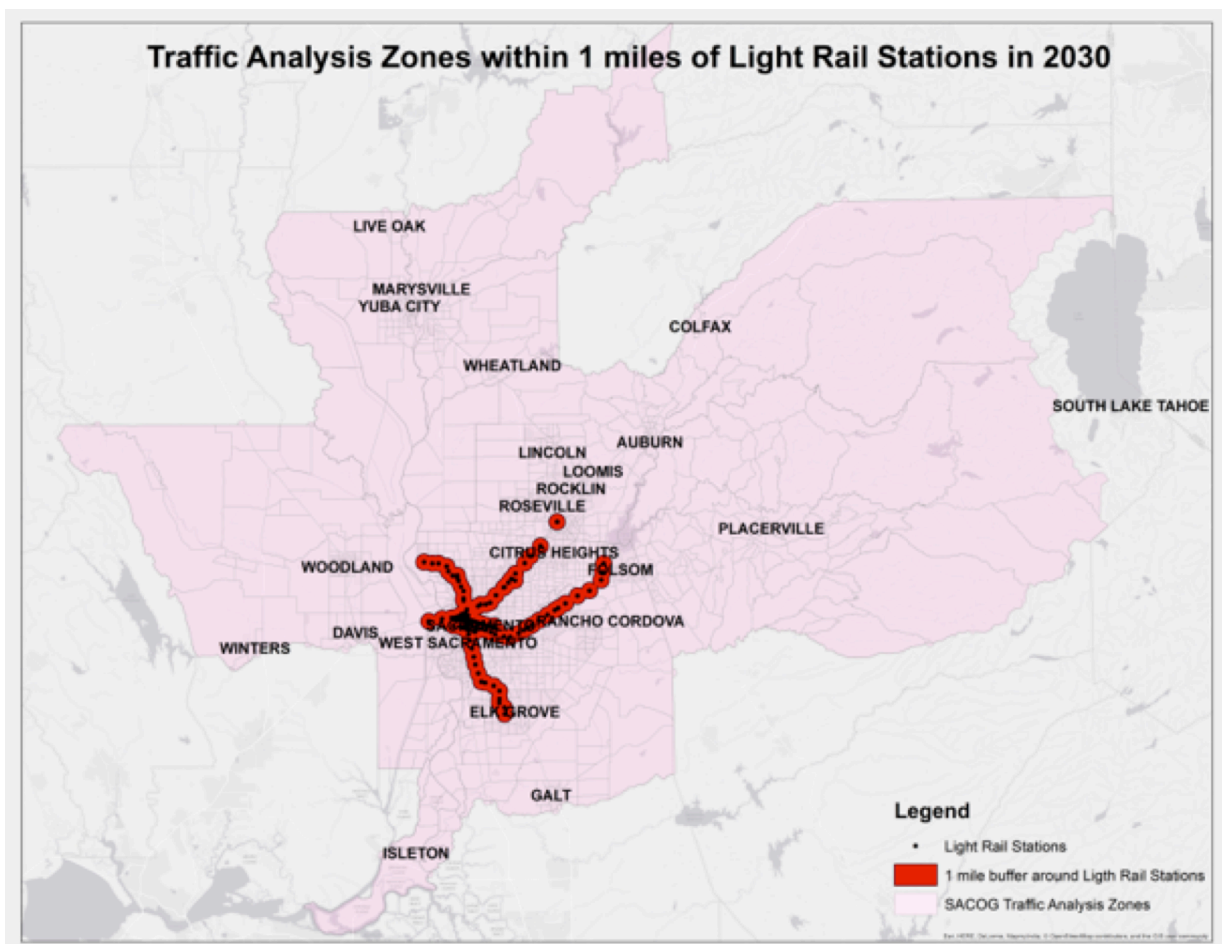 Traffic Analysis Zones within 1 miles of Light Rail Stations in 2030
LIVE OAK
MARYSVILLE
YUBA CITY
COLFAX
WHEATLAND
SOUTH LAKE TAHOE
AUBURN
LINCOLN
LOOMIS
ROCKLIN
ROSEVILLE
PLACERVILLE
CITRUS HEIGHTS
WOODLAND
FOLSOM
SACRAMENTO
RANCHO CORDOVA
DAVIS
WEST SACRAMENTO
WINTERS
ELK GROVE
GALT
ISLETON
Legend
Light Rail Stations
1 mile buffer around Ligth Rail Stations
SACOG Traffic Analysis Zones